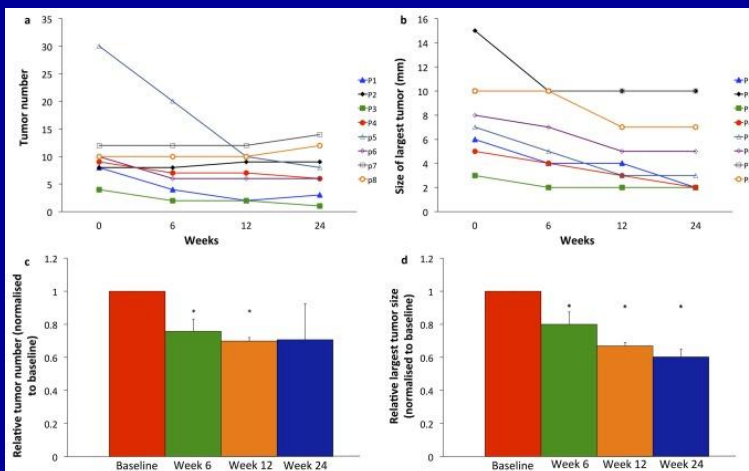 a
Tumor number
35
30
25
20
15
10
5
0
0 6 12 24
Weeks
P1
P2
P3
P4
p5
p6
p7
p8
b
Size of largest tumor (mm)
16
14
12
10
8
6
4
2
0
0 6 12 24
Weeks
c
Relative tumor number (normalised
to baseline)
1.2
1
0.8
0.6
0.4
0.2
0
* *
Baseline Week 6 Week 12 Week 24
d
Relative largest tumor size
(normalised to baseline)
1.2
1
0.8
0.6
0.4
0.2
0
* * *
Baseline Week 6 Week 12 Week 24